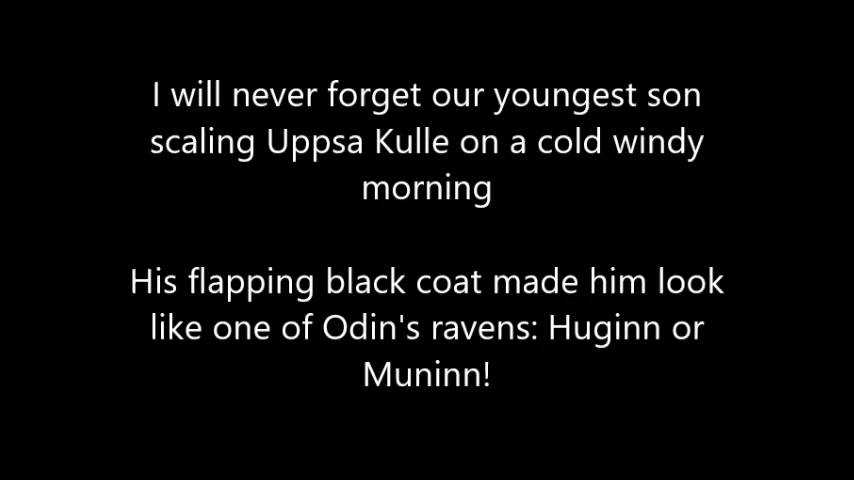 I will never forget our youngest son
scaling Uppsa Kulle on a cold windy
morning
His flapping black coat made him look
like one of Odin's ravens: Huginn or
Muninn!